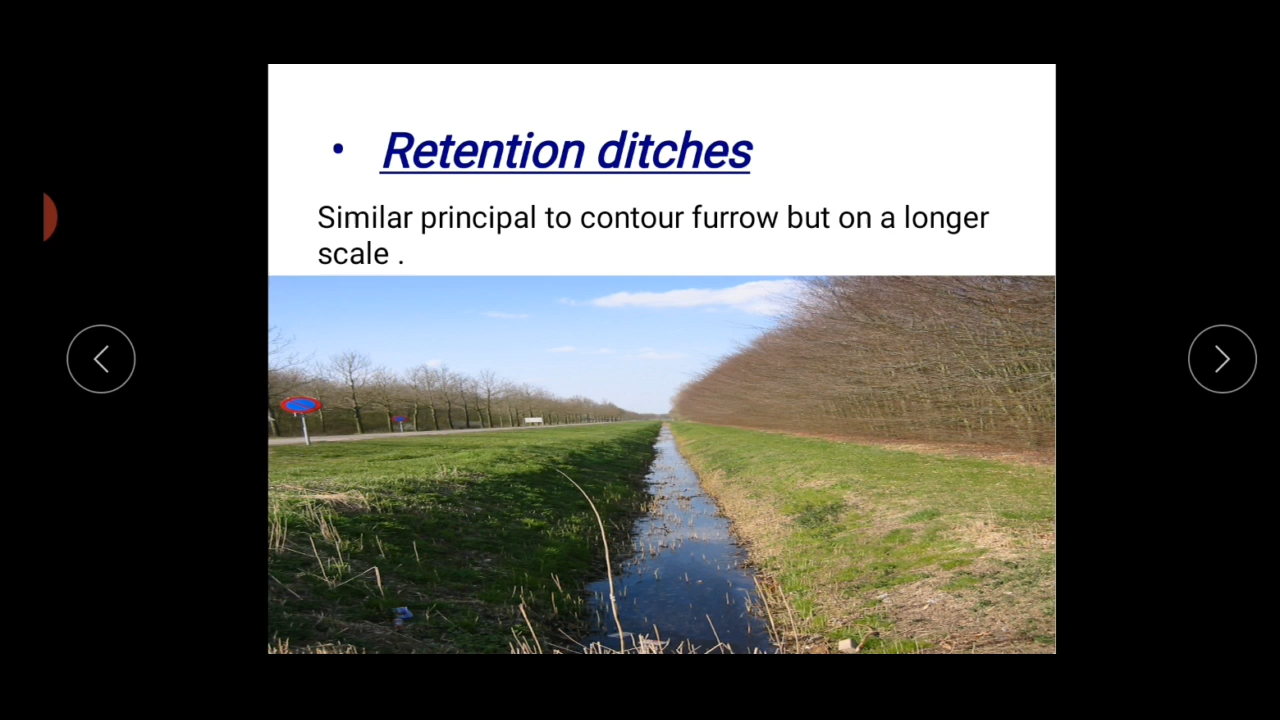 • Retention ditches
Similar principal to contour furrow but on a longer
scale .